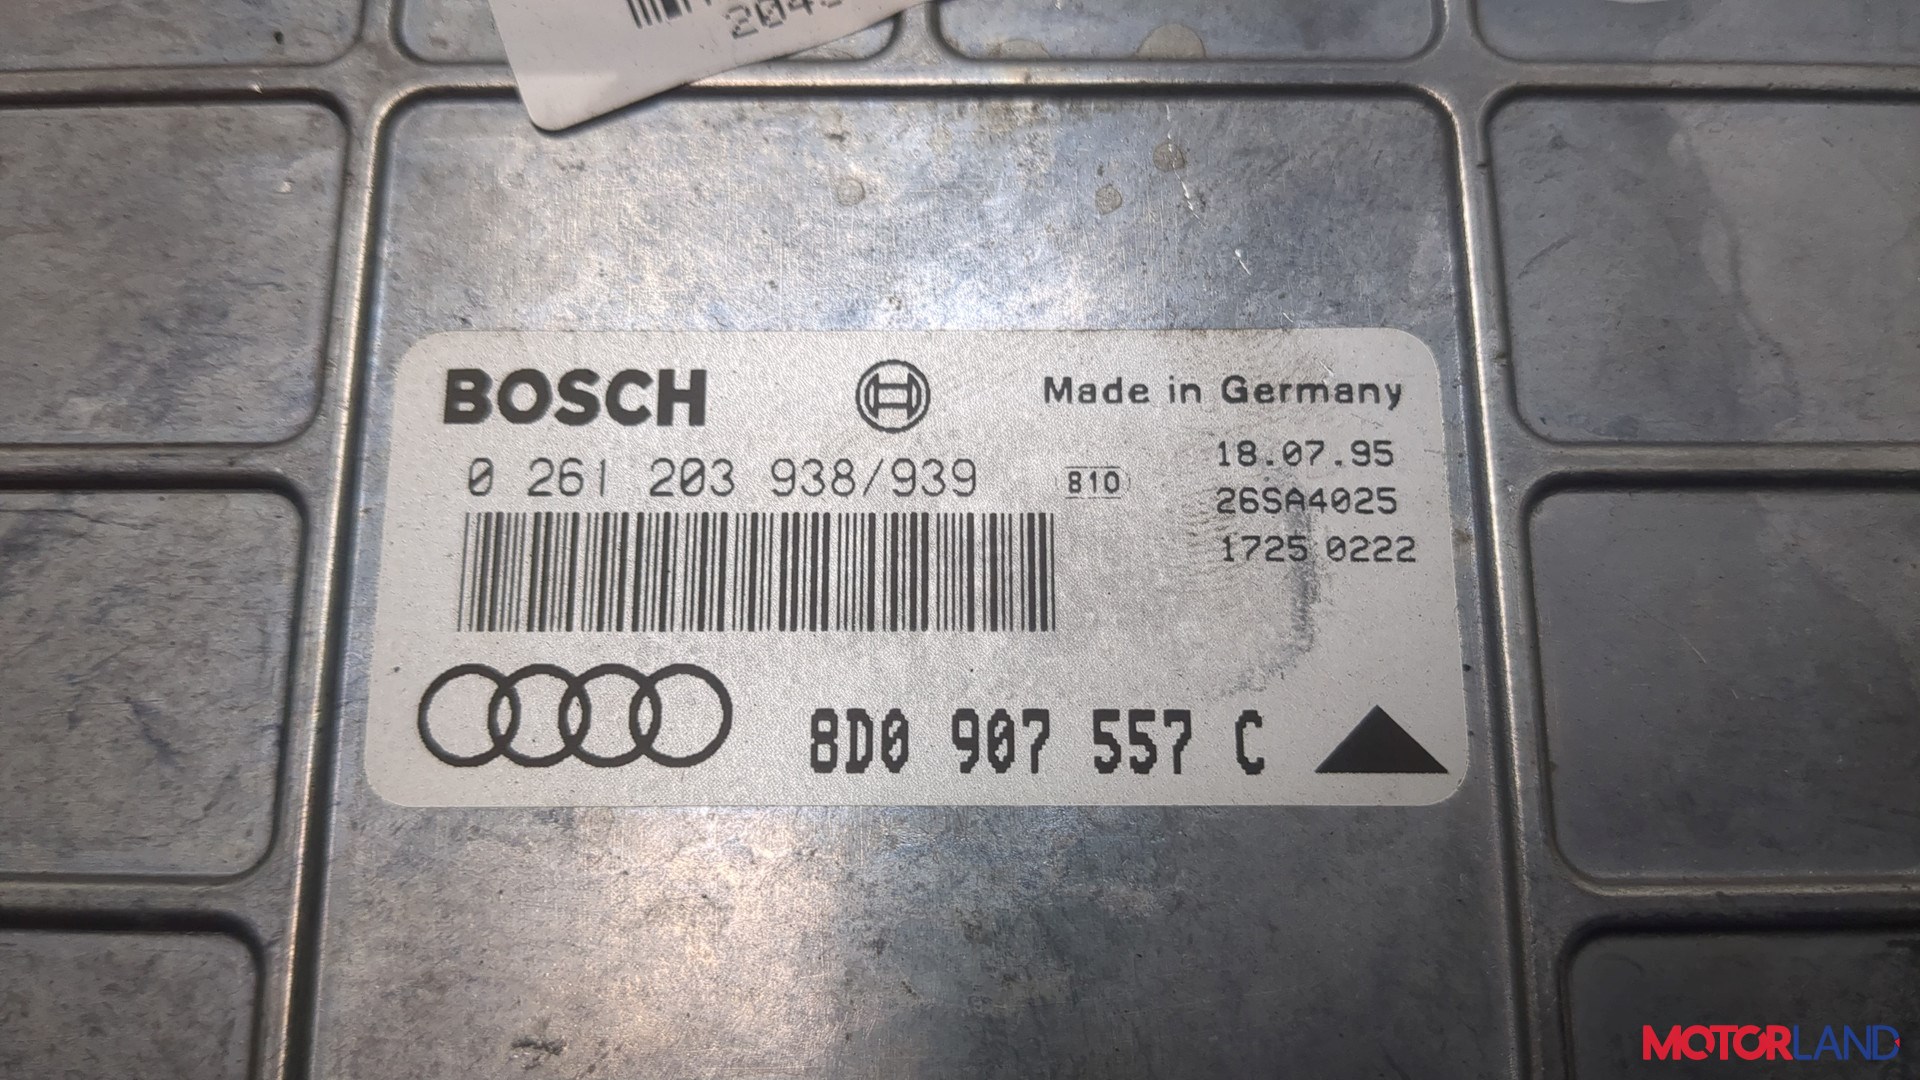 BOSCH
Made in Germany
0 261 203 938/939
810
18.07.95
26SA4025
1725 0222
8D0 907 557 C
MOTORLAND